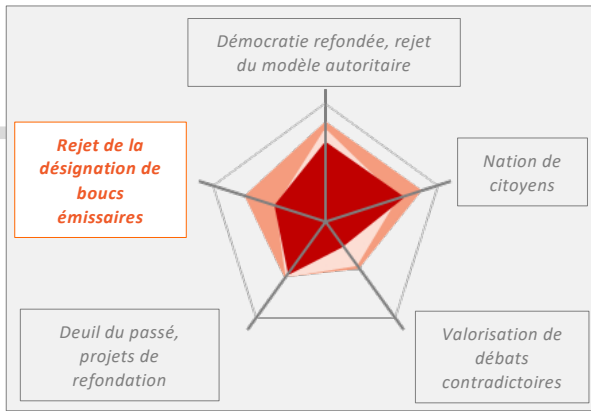 Démocratie refondée, rejet
du modèle autoritaire
Rejet de la
désignation de
boucs
émissaires
Nation de
citoyens
Deuil du passé,
projets de
refondation
Valorisation de
débats
contradictoires